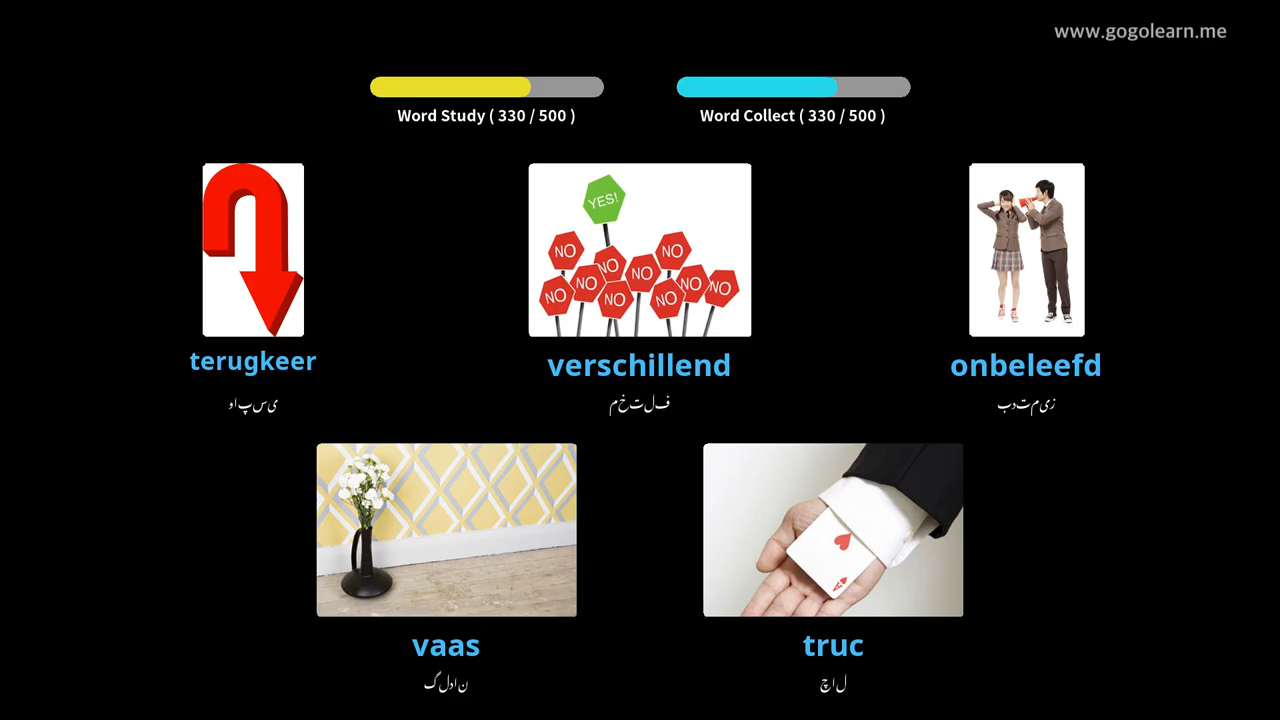 www.gogolearn.me
Word Study ( 330 / 500 )
Word Collect ( 330 / 500 )
YES!
NO
NO
NO
NO
NO
NO
NO
NO
NO
NO
terugkeer
واپسی
verschillend
مختلف
onbeleefd
بدتمیز
A
vaas
گلدان
truc
چال